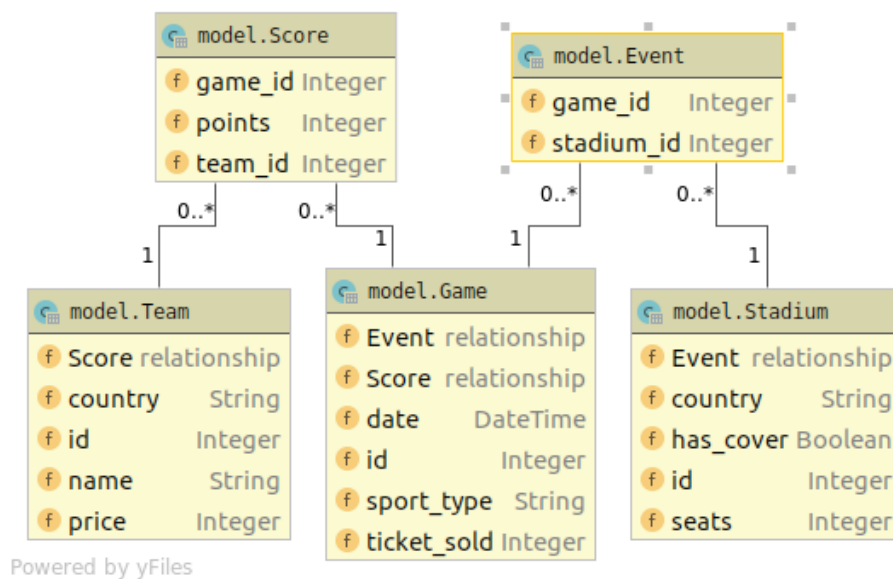 model.Score
game_id Integer
points Integer
team_id Integer
model.Event
game_id Integer
stadium_id Integer
0..*
0..*
0..*
0..*
1
1
1
1
model.Team
Score relationship
country String
id Integer
name String
price Integer
model.Game
Event relationship
Score relationship
date DateTime
id Integer
sport_type String
ticket_sold Integer
model.Stadium
Event relationship
country String
has_cover Boolean
id Integer
seats Integer
Powered by yFiles